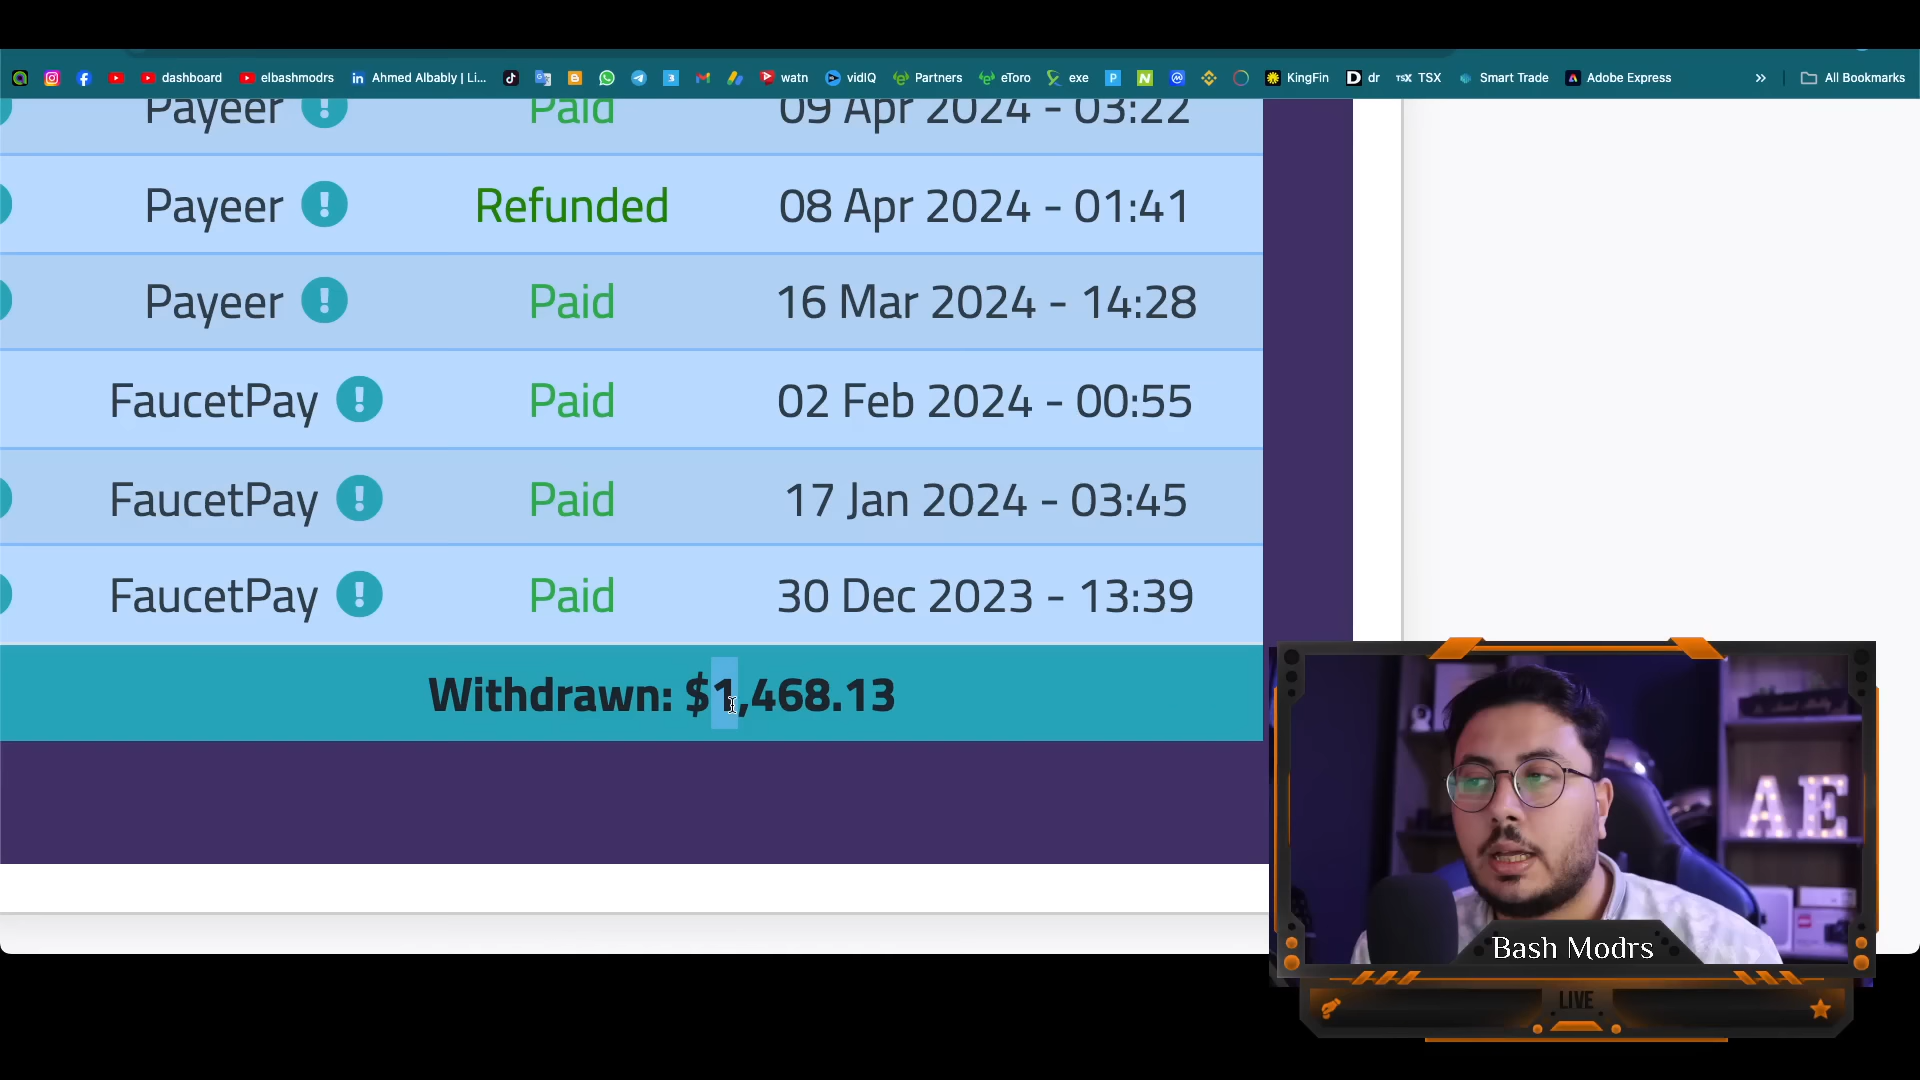 dashboard elbashmodrs Ahmed Albably | Li... watn vidIQ Partners eToro exe KingFin dr TSX TSX Smart Trade Adobe Express » All Bookmarks
Payeer ! Paid 09 Apr 2024 - 03:22
Payeer ! Refunded 08 Apr 2024 - 01:41
Payeer ! Paid 16 Mar 2024 - 14:28
FaucetPay ! Paid 02 Feb 2024 - 00:55
FaucetPay ! Paid 17 Jan 2024 - 03:45
FaucetPay ! Paid 30 Dec 2023 - 13:39
Withdrawn: $1,468.13
AE
Bash Modrs
LIVE